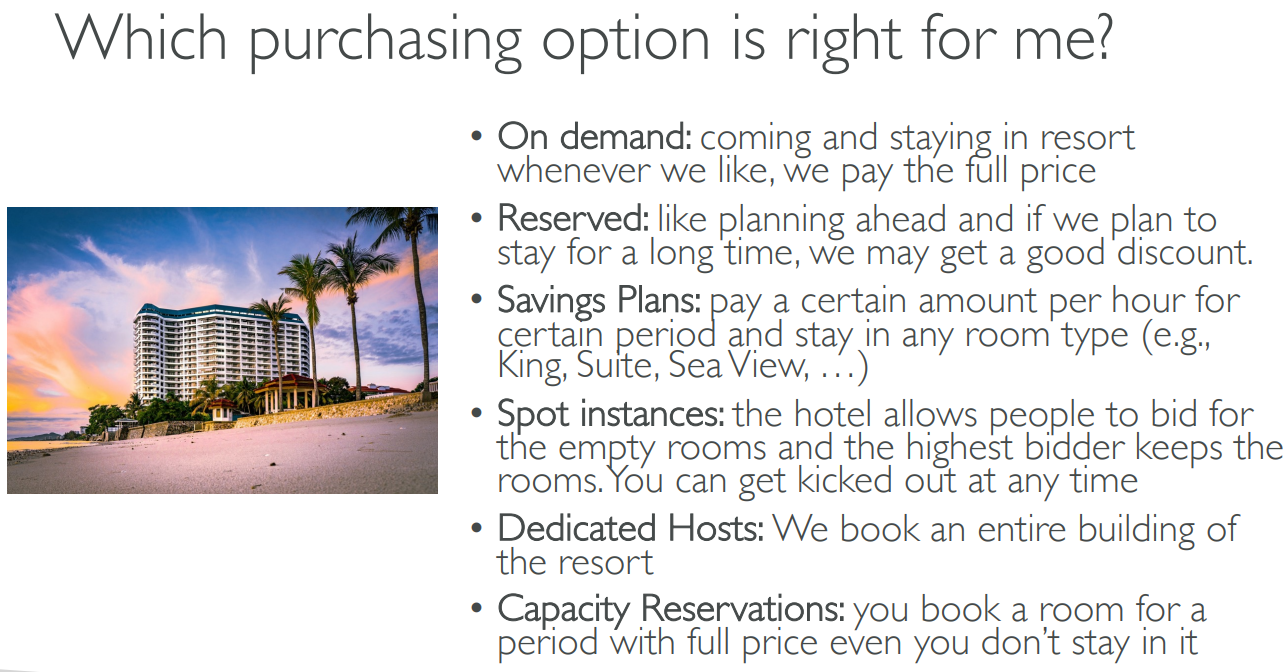 Which purchasing option is right for me?
• On demand: coming and staying in resort
whenever we like, we pay the full price
• Reserved: like planning ahead and if we plan to
stay for a long time, we may get a good discount.
• Savings Plans: pay a certain amount per hour for
certain period and stay in any room type (e.g.,
King, Suite, Sea View, …)
• Spot instances: the hotel allows people to bid for
the empty rooms and the highest bidder keeps the
rooms. You can get kicked out at any time
• Dedicated Hosts: We book an entire building of
the resort
• Capacity Reservations: you book a room for a
period with full price even you don’t stay in it